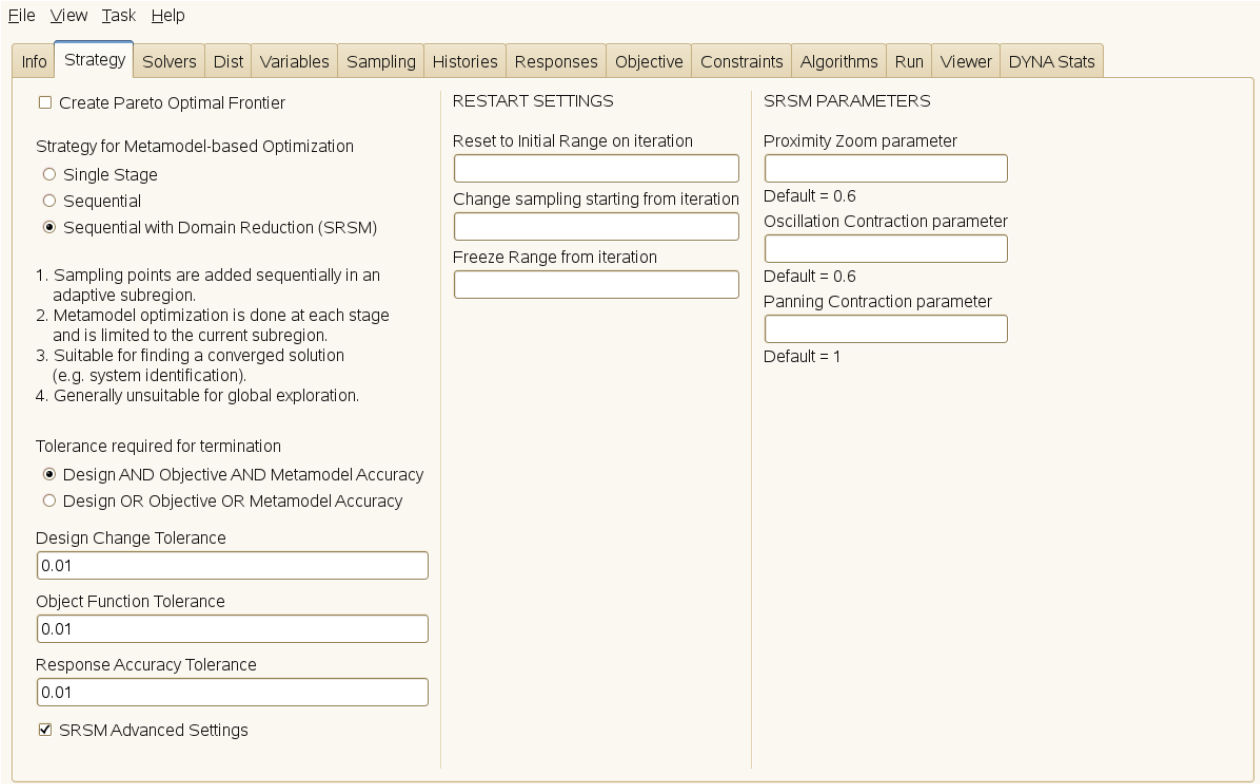 File View Task Help
Info Strategy Solvers Dist Variables Sampling Histories Responses Objective Constraints Algorithms Run Viewer DYNA Stats
Create Pareto Optimal Frontier
Strategy for Metamodel-based Optimization
Single Stage
Sequential
Sequential with Domain Reduction (SRSM)
1. Sampling points are added sequentially in an
adaptive subregion.
2. Metamodel optimization is done at each stage
and is limited to the current subregion.
3. Suitable for finding a converged solution
(e.g. system identification).
4. Generally unsuitable for global exploration.
Tolerance required for termination
Design AND Objective AND Metamodel Accuracy
Design OR Objective OR Metamodel Accuracy
Design Change Tolerance
0.01
Object Function Tolerance
0.01
Response Accuracy Tolerance
0.01
SRSM Advanced Settings
RESTART SETTINGS
Reset to Initial Range on iteration
Change sampling starting from iteration
Freeze Range from iteration
SRSM PARAMETERS
Proximity Zoom parameter
Default = 0.6
Oscillation Contraction parameter
Default = 0.6
Panning Contraction parameter
Default = 1